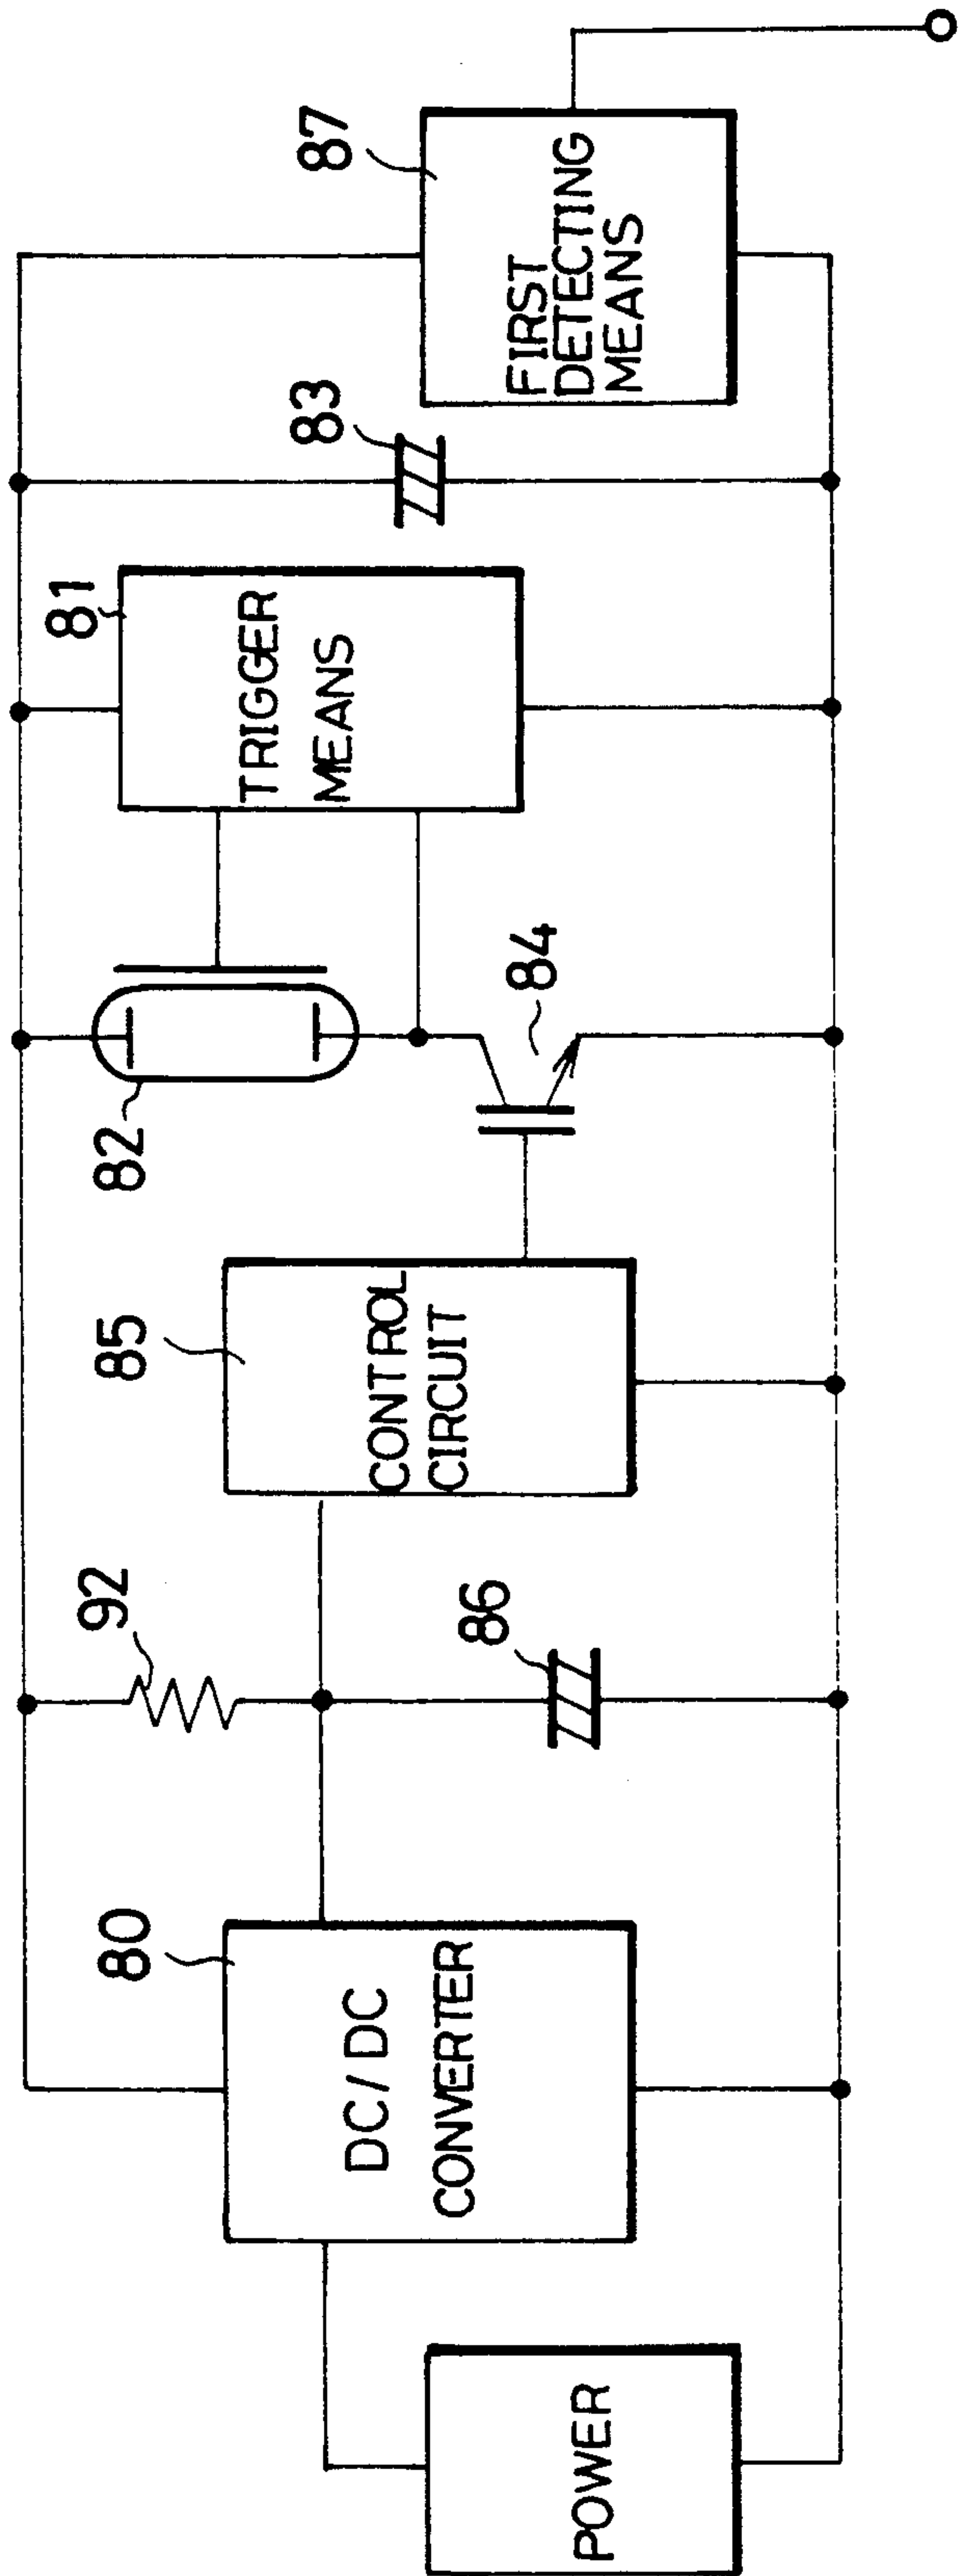 POWER
80
DC/DC
CONVERTER
92
86
85
CONTROL
CIRCUIT
82
84
81
TRIGGER
MEANS
83
87
FIRST
DETECTING
MEANS